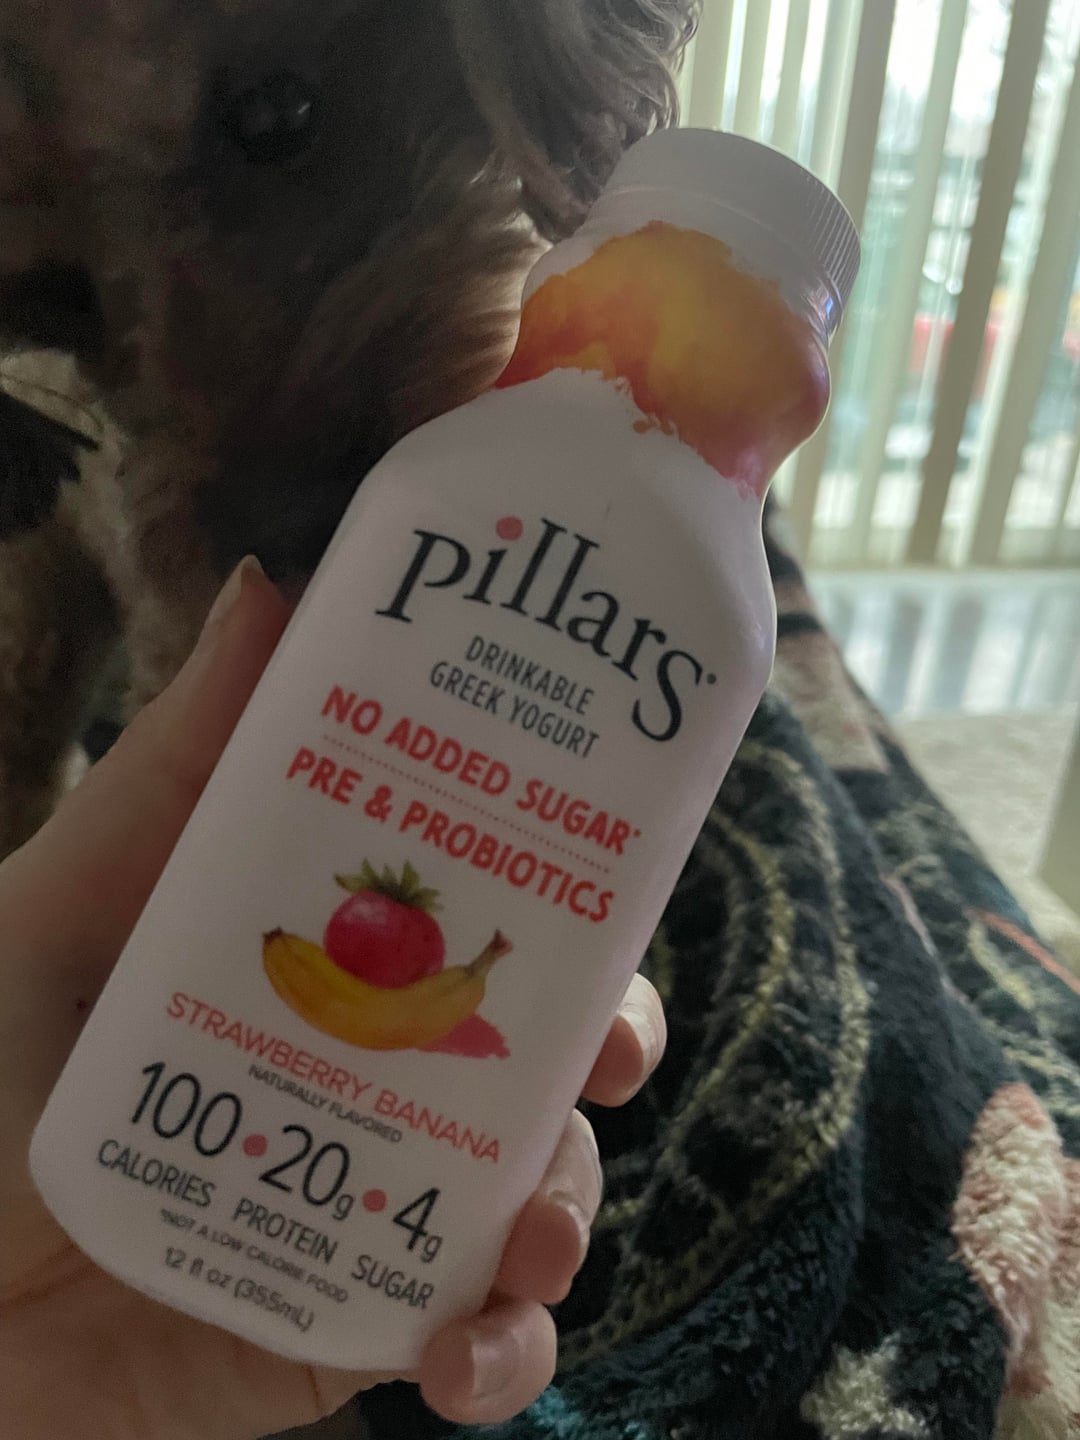 pillars®
DRINKABLE
GREEK YOGURT
NO ADDED SUGAR*
PRE & PROBIOTICS
STRAWBERRY BANANA
NATURALLY FLAVORED
100 • 20g • 4g
CALORIES PROTEIN SUGAR
*NOT A LOW CALORIE FOOD
12 fl oz (355mL)